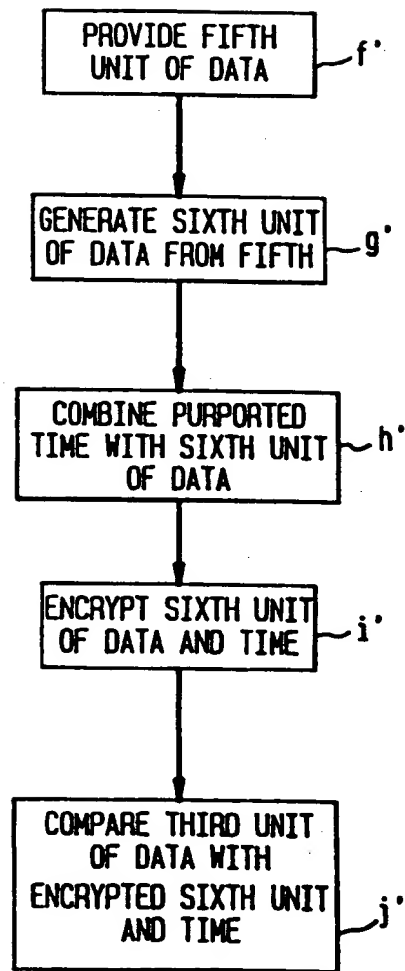 PROVIDE FIFTH
UNIT OF DATA
f'
GENERATE SIXTH UNIT
OF DATA FROM FIFTH
g'
COMBINE PURPORTED
TIME WITH SIXTH UNIT
OF DATA
h'
ENCRYPT SIXTH UNIT
OF DATA AND TIME
i'
COMPARE THIRD UNIT
OF DATA WITH
ENCRYPTED SIXTH UNIT
AND TIME
j'